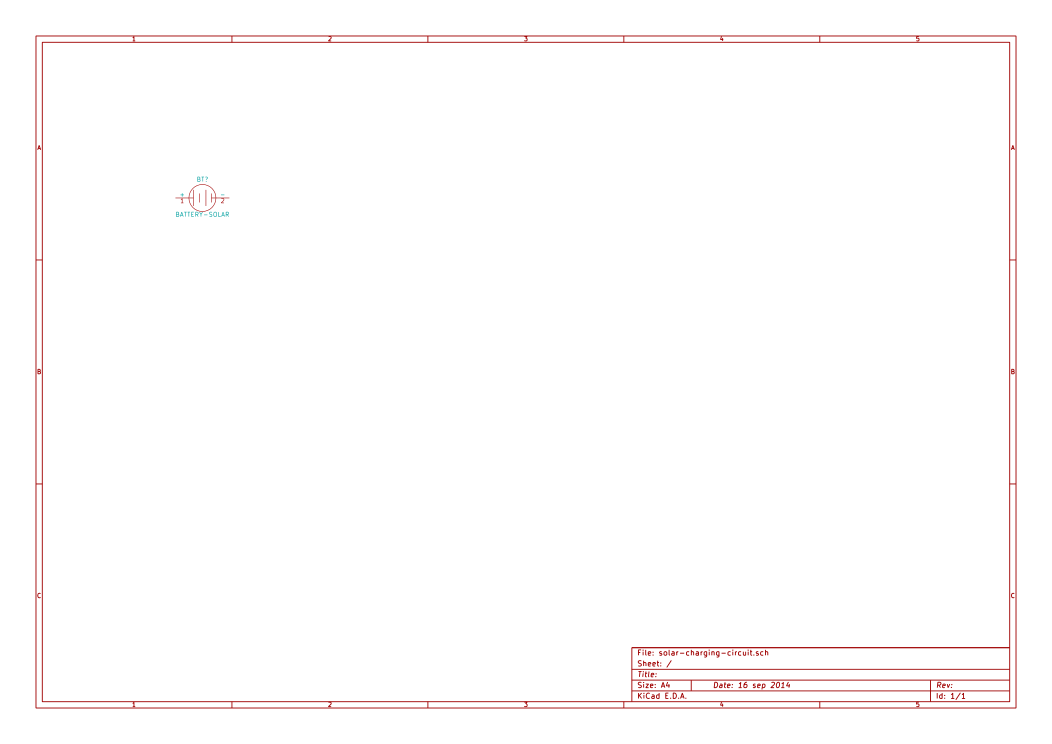 1 2 3 4 5
A A
BT?
+ -
1 2
BATTERY-SOLAR
B B
C C
File: solar-charging-circuit.sch
Sheet: /
Title:
Size: A4 Date: 16 sep 2014 Rev:
KiCad E.D.A. Id: 1/1
1 2 3 4 5